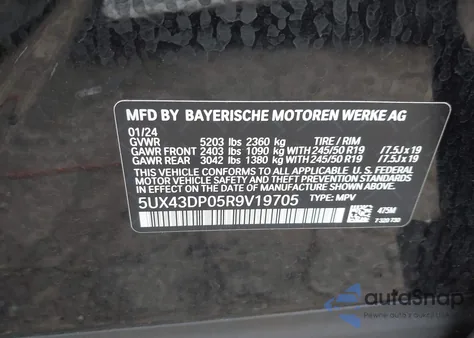 MFD BY BAYERISCHE MOTOREN WERKE AG
01/24
GVWR 5203 lbs 2360 kg TIRE / RIM
GAWR FRONT 2403 lbs 1090 kg WITH 245/50 R19 /7.5J x 19
GAWR REAR 3042 lbs 1380 kg WITH 245/50 R19 /7.5J x 19
THIS VEHICLE CONFORMS TO ALL APPLICABLE U. S. FEDERAL
MOTOR VEHICLE SAFETY, BUMPER, AND THEFT PREVENTION
STANDARDS IN EFFECT ON THE DATE OF MANUFACTURE SHOWN ABOVE.
5UX43DP05R9V19705 TYPE: MPV
475M
autoSnap